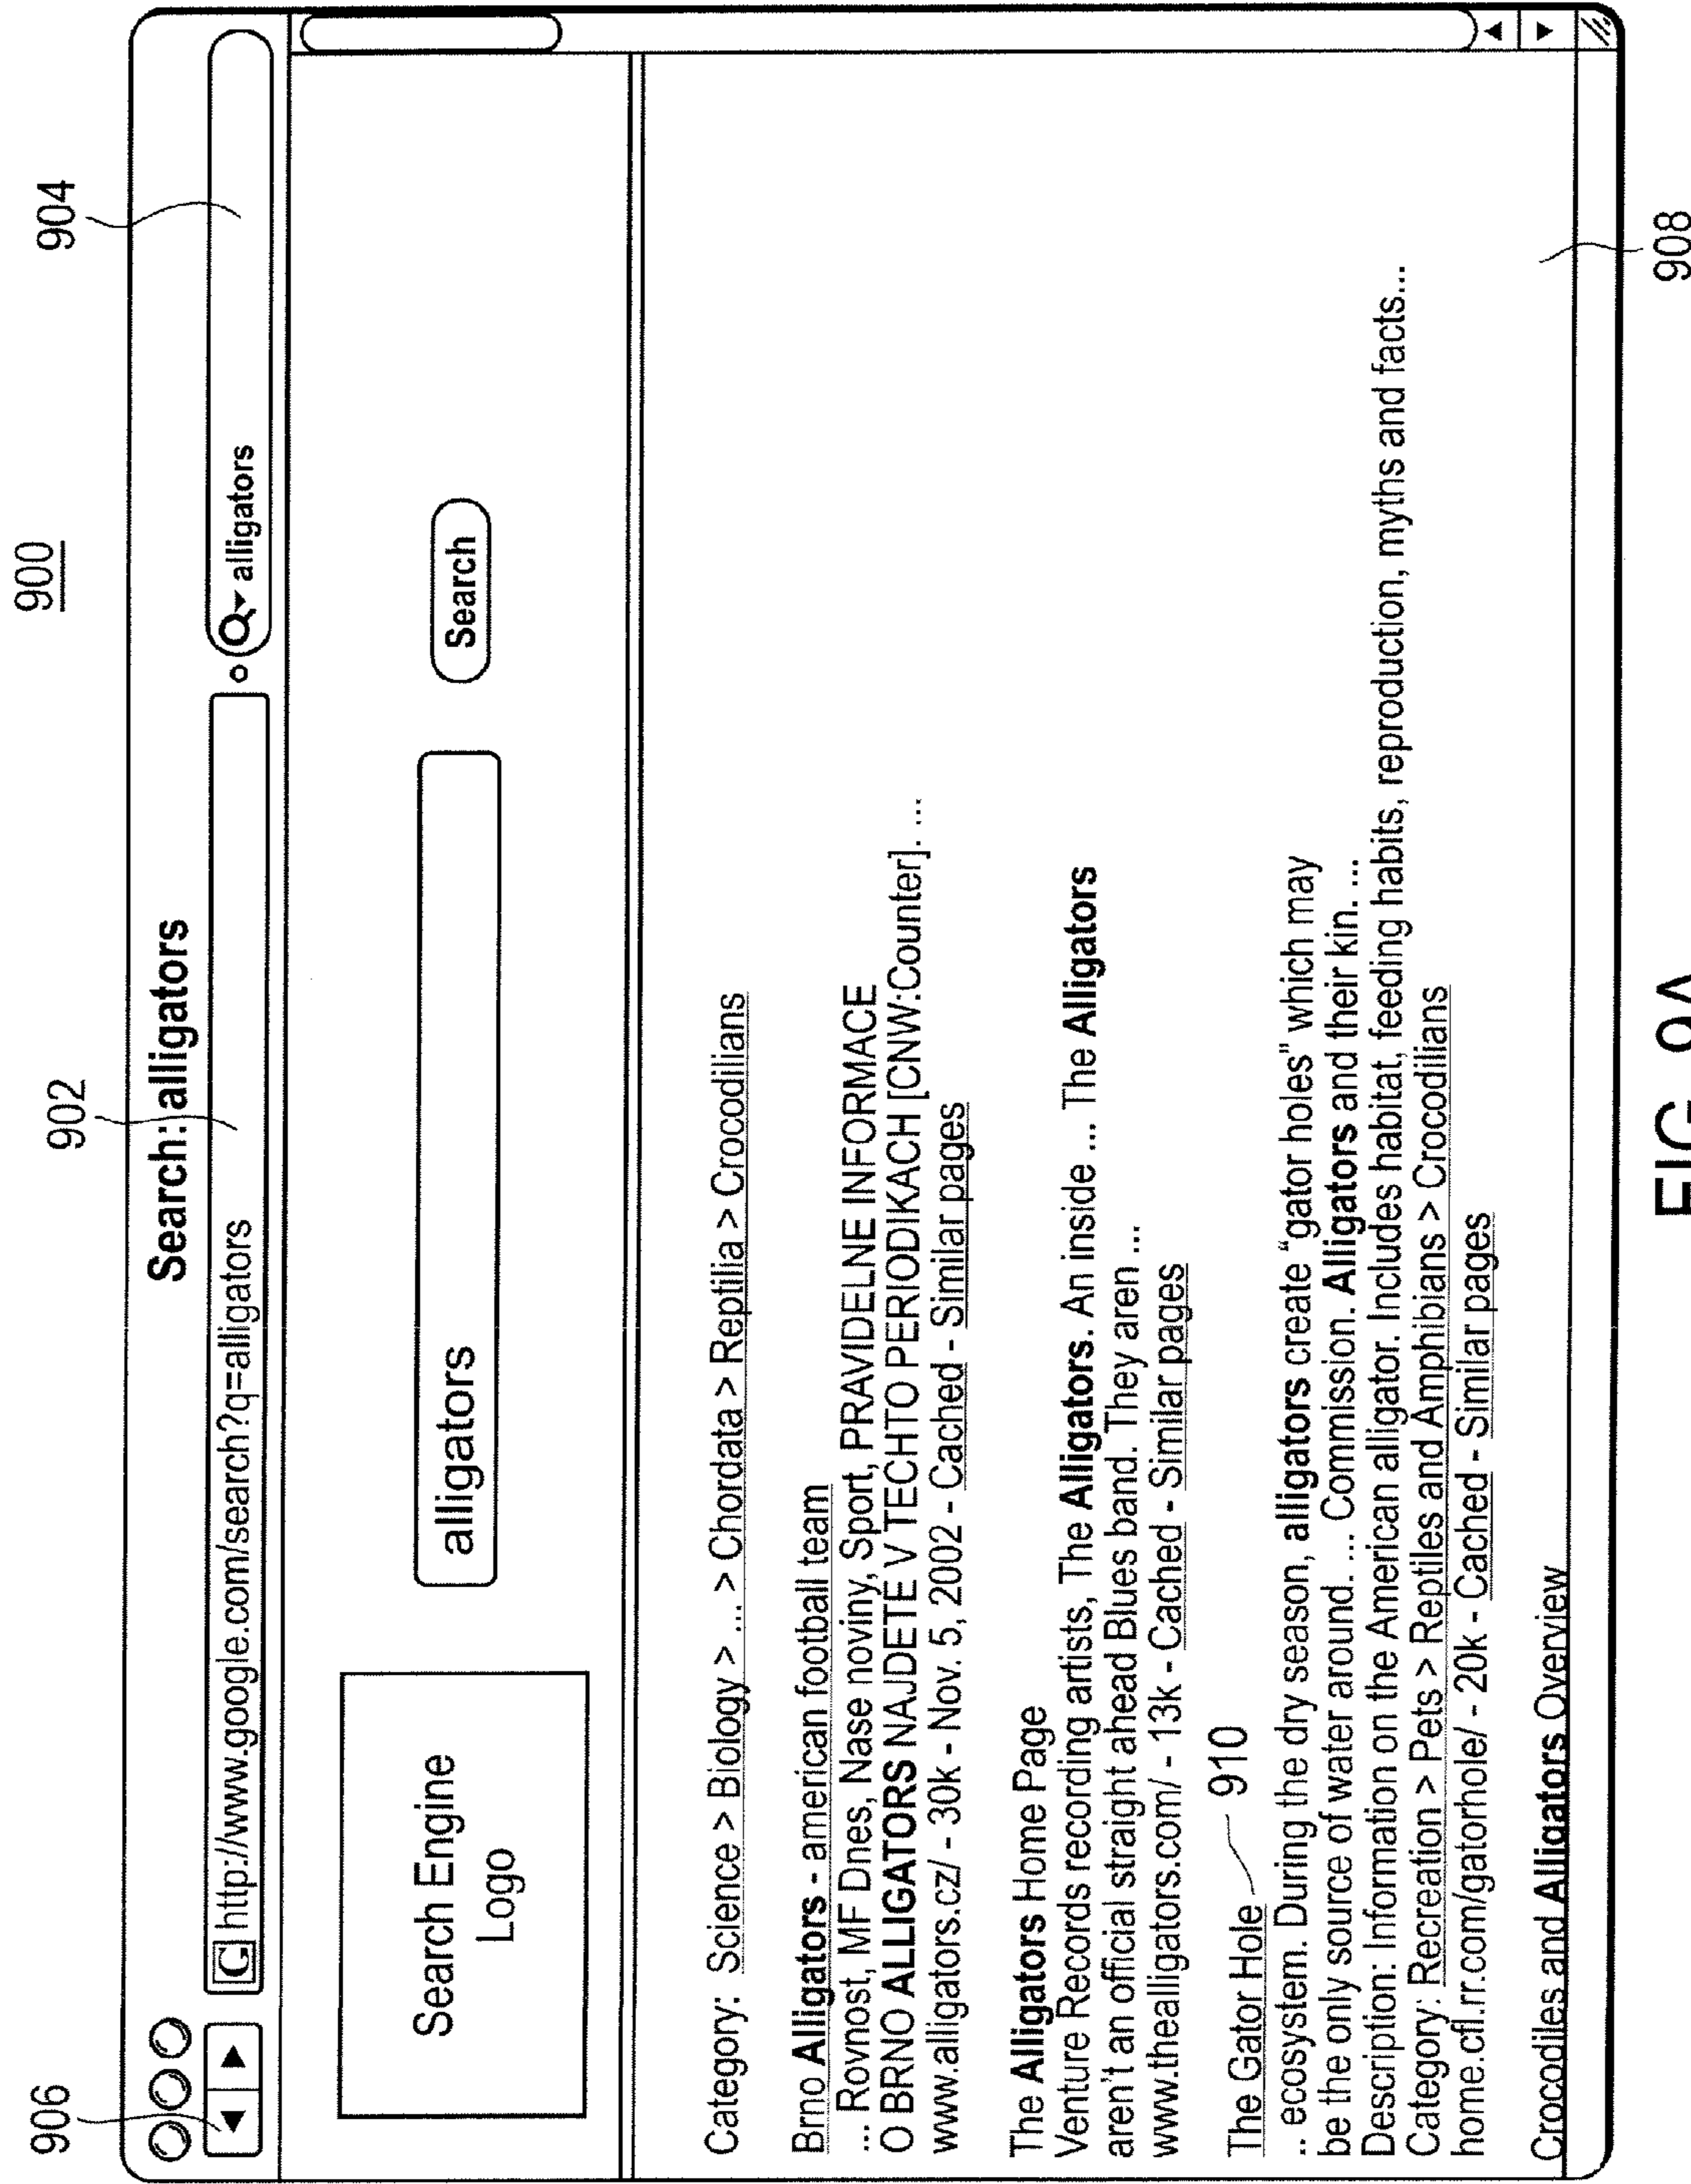 900
906
902
904
Search: alligators
G http://www.google.com/search?q=alligators
alligators
Search Engine
Logo
alligators
Search
Category: Science > Biology > ... > Chordata > Reptilia > Crocodilians
Brno Alligators - american football team
... Rovnost, MF Dnes, Nase noviny, Sport, PRAVIDELNE INFORMACE
O BRNO ALLIGATORS NAJDETE V TECHTO PERIODIKACH [CNW:Counter]. ...
www.alligators.cz/ - 30k - Nov. 5, 2002 - Cached - Similar pages
The Alligators Home Page
Venture Records recording artists, The Alligators. An inside ... The Alligators
aren't an official straight ahead Blues band. They aren ...
www.thealligators.com/ - 13k - Cached - Similar pages
The Gator Hole
910
.. ecosystem. During the dry season, alligators create “gator holes” which may
be the only source of water around. ... Commission. Alligators and their kin. ...
Description: Information on the American alligator. Includes habitat, feeding habits, reproduction, myths and facts...
Category: Recreation > Pets > Reptiles and Amphibians > Crocodilians
home.cfl.rr.com/gatorhole/ - 20k - Cached - Similar pages
Crocodiles and Alligators Overview
908
FIG. 9A